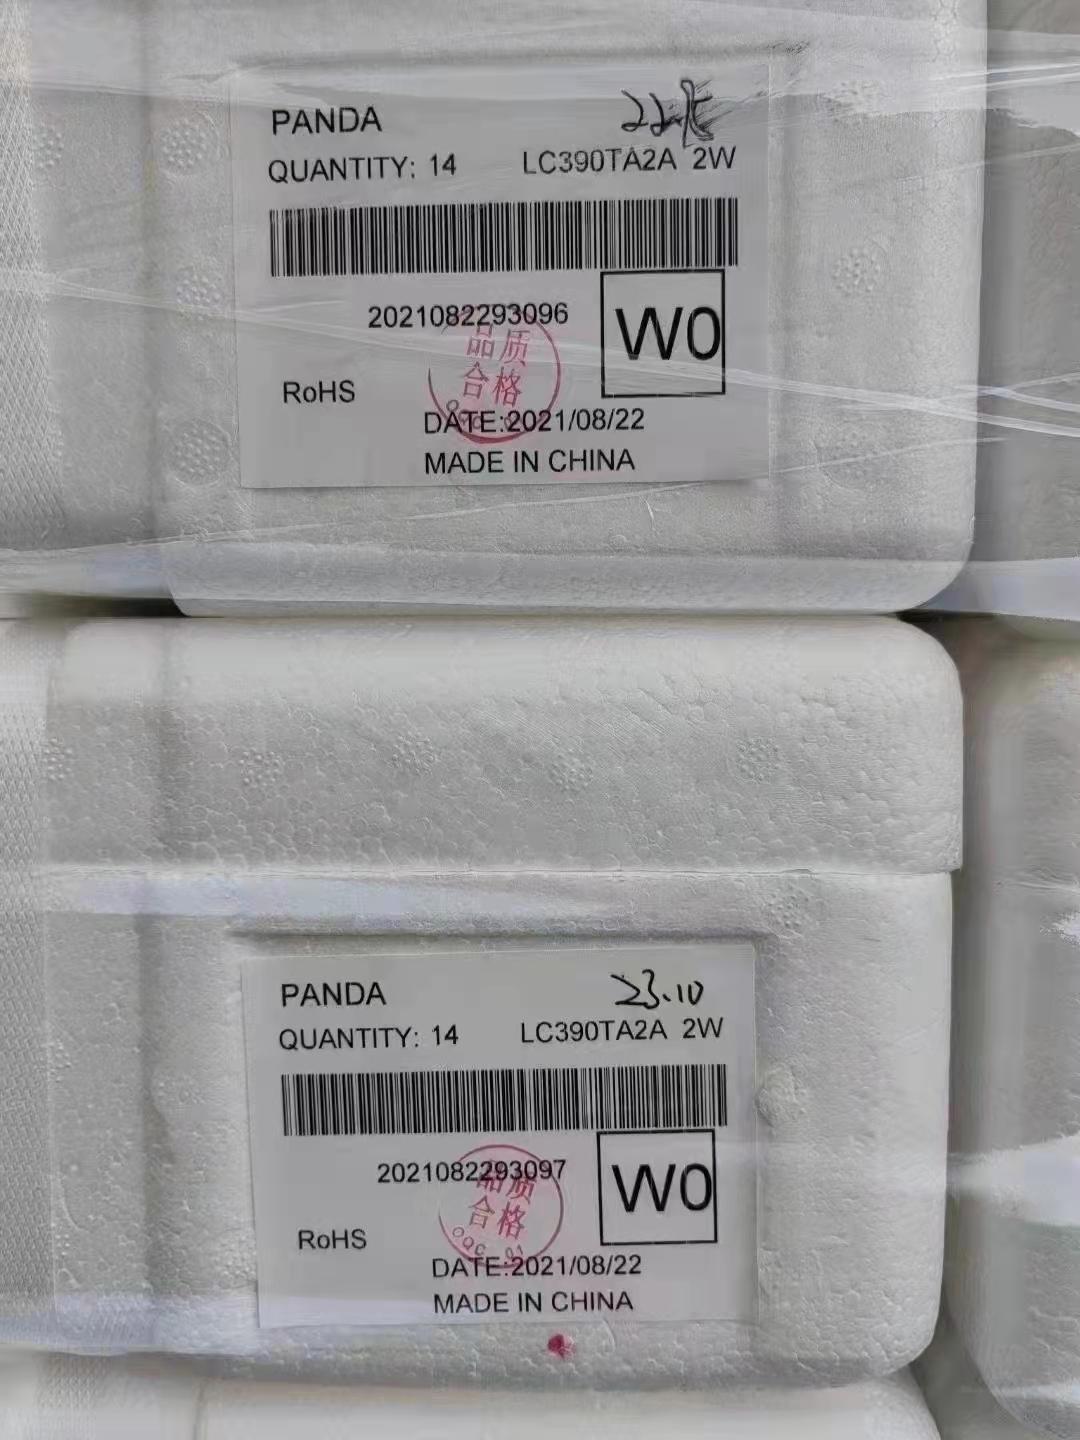 PANDA
QUANTITY: 14 LC390TA2A 2W
2021082293096
W0
品质
合格
RoHS
DATE:2021/08/22
MADE IN CHINA
PANDA 23.10
QUANTITY: 14 LC390TA2A 2W
2021082293097
W0
品质
合格
OQC 01
RoHS
DATE:2021/08/22
MADE IN CHINA